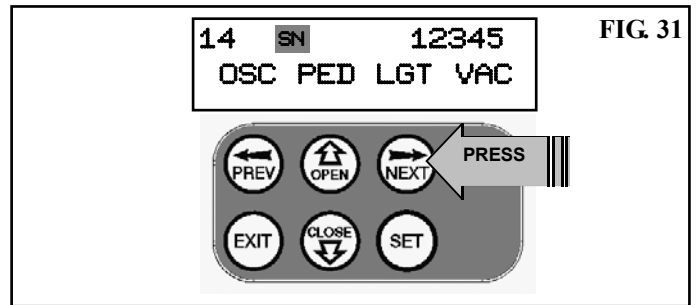 FIG. 31
14 SN 12345
OSC PED LGT VAC
PREV OPEN NEXT PRESS
EXIT CLOSE SET